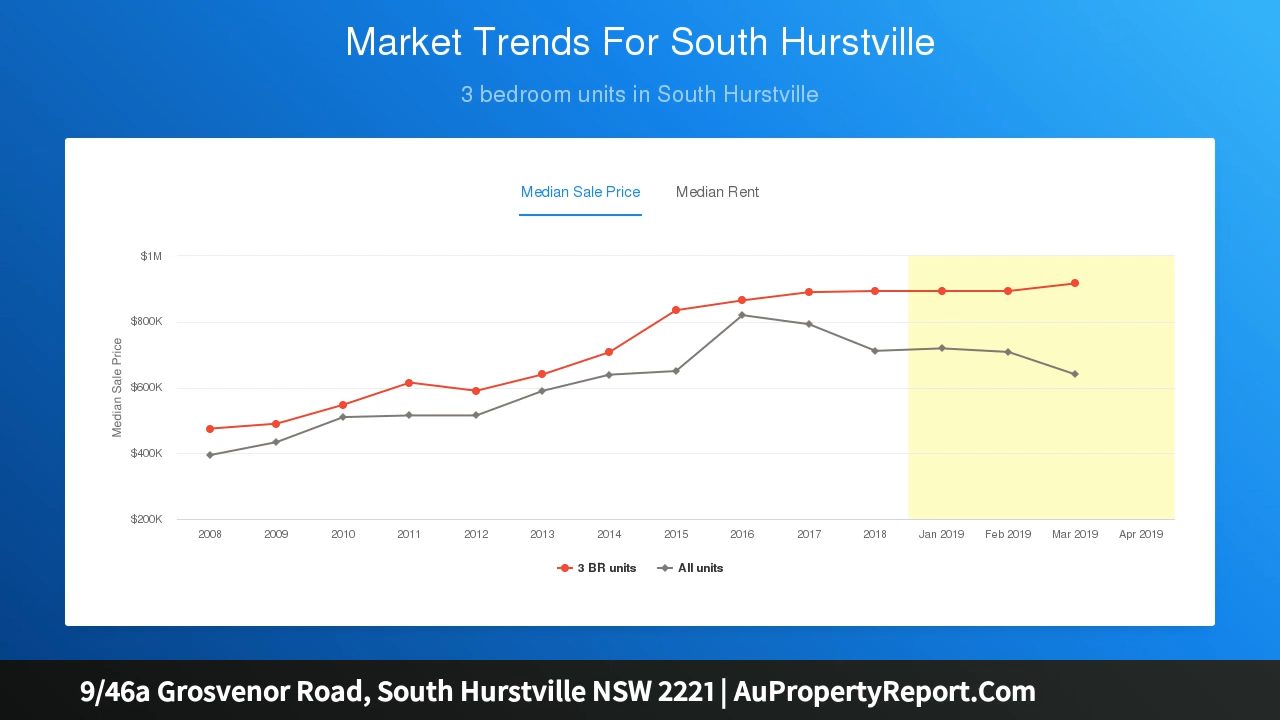 Market Trends For South Hurstville
3 bedroom units in South Hurstville
Median Sale Price Median Rent
$1M
$800K
$600K
$400K
$200K
Median Sale Price
2008 2009 2010 2011 2012 2013 2014 2015 2016 2017 2018 Jan 2019 Feb 2019 Mar 2019 Apr 2019
3 BR units All units
9/46a Grosvenor Road, South Hurstville NSW 2221 | AuPropertyReport.Com